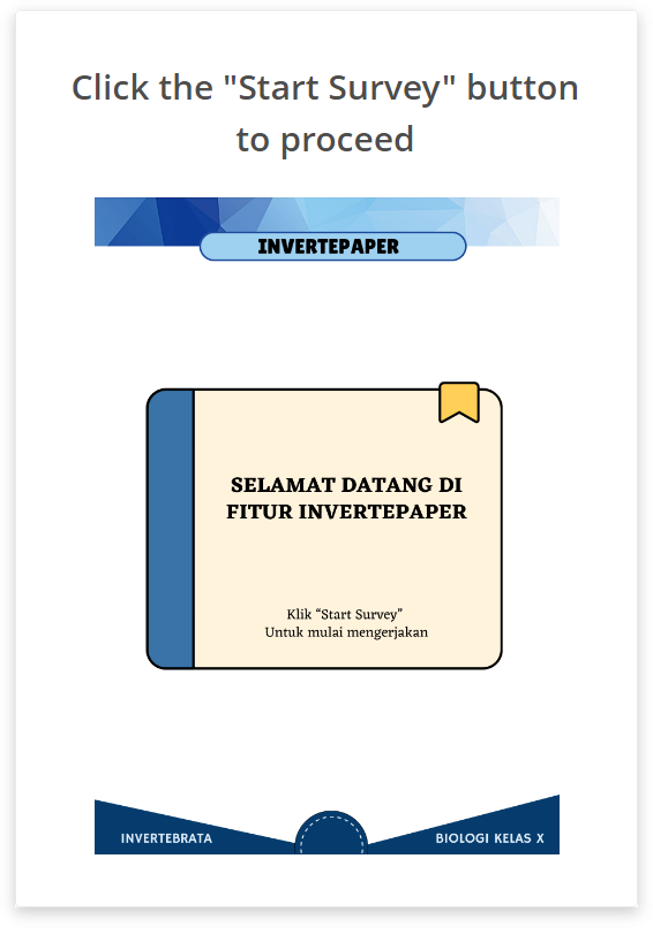 Click the "Start Survey" button
to proceed
INVERTEPAPER
SELAMAT DATANG DI
FITUR INVERTEPAPER
Klik “Start Survey”
Untuk mulai mengerjakan
INVERTEBRATA
BIOLOGI KELAS X